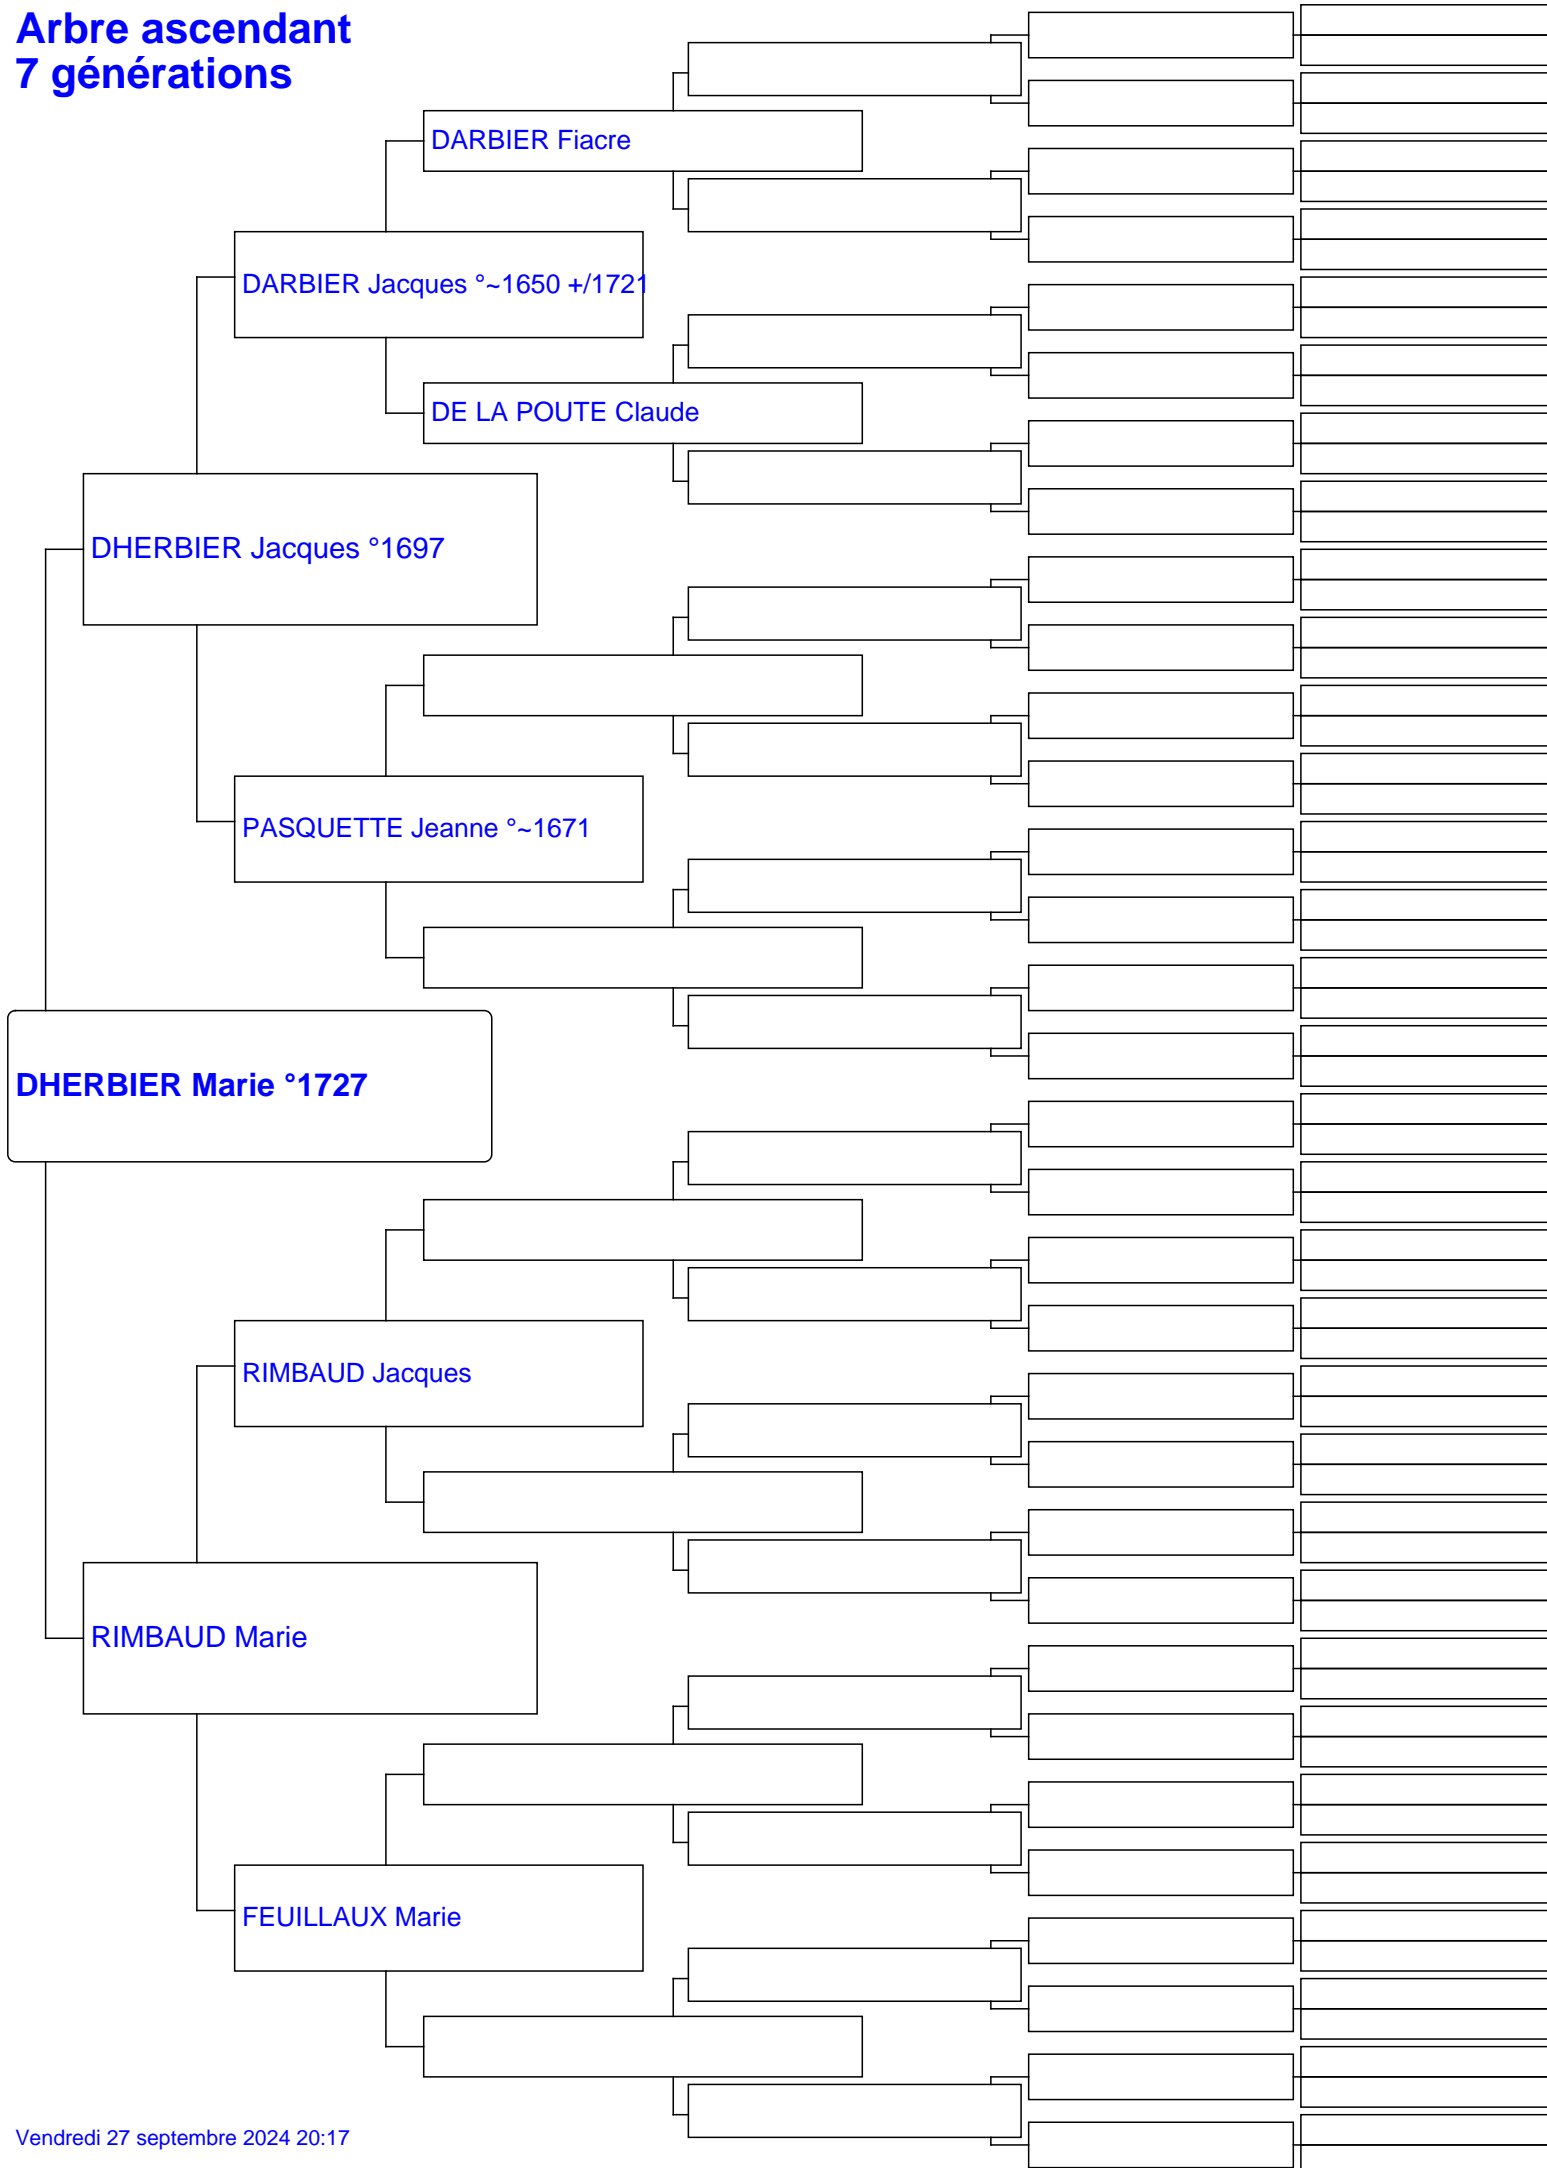 Arbre ascendant
7 générations
DARBIER Fiacre
DARBIER Jacques °~1650 +/1721
DE LA POUTE Claude
DHERBIER Jacques °1697
PASQUETTE Jeanne °~1671
DHERBIER Marie °1727
RIMBAUD Jacques
RIMBAUD Marie
FEUILLAUX Marie
Vendredi 27 septembre 2024 20:17